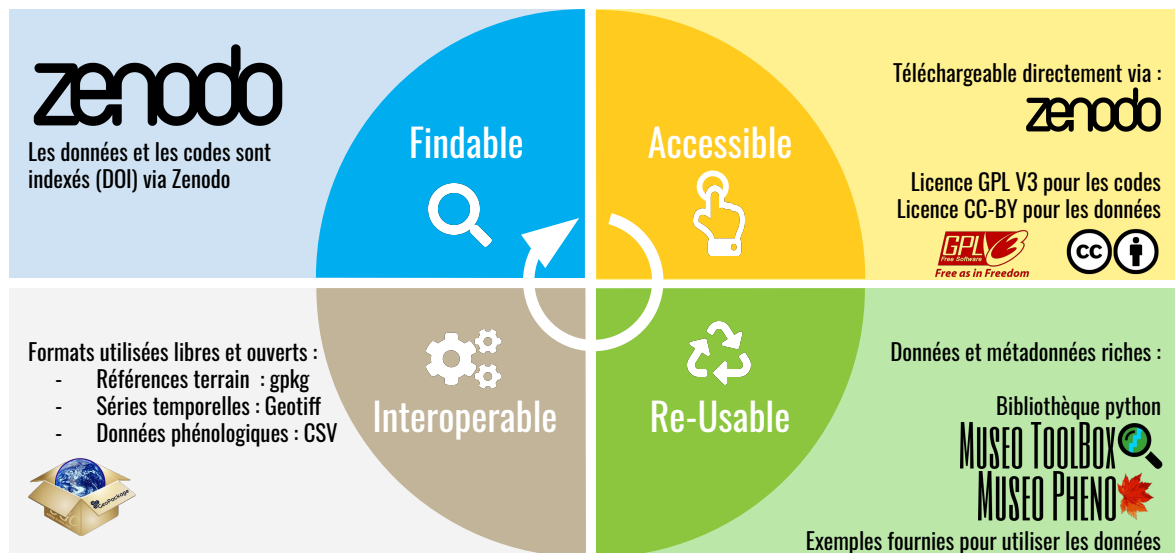 zenodo
Les données et les codes sont
indexés (DOI) via Zenodo
Findable
Accessible
Téléchargeable directement via :
zenodo
Licence GPL V3 pour les codes
Licence CC-BY pour les données
GPL 3
Free Software
Free as in Freedom
cc
Formats utilisées libres et ouverts :
- Références terrain : gpkg
- Séries temporelles : Geotiff
- Données phénologiques : CSV
GeoPackage
Interoperable
Re-Usable
Données et métadonnées riches :
Bibliothèque python
MUSEO TOOLBOX
MUSEO PHENO
Exemples fournies pour utiliser les données